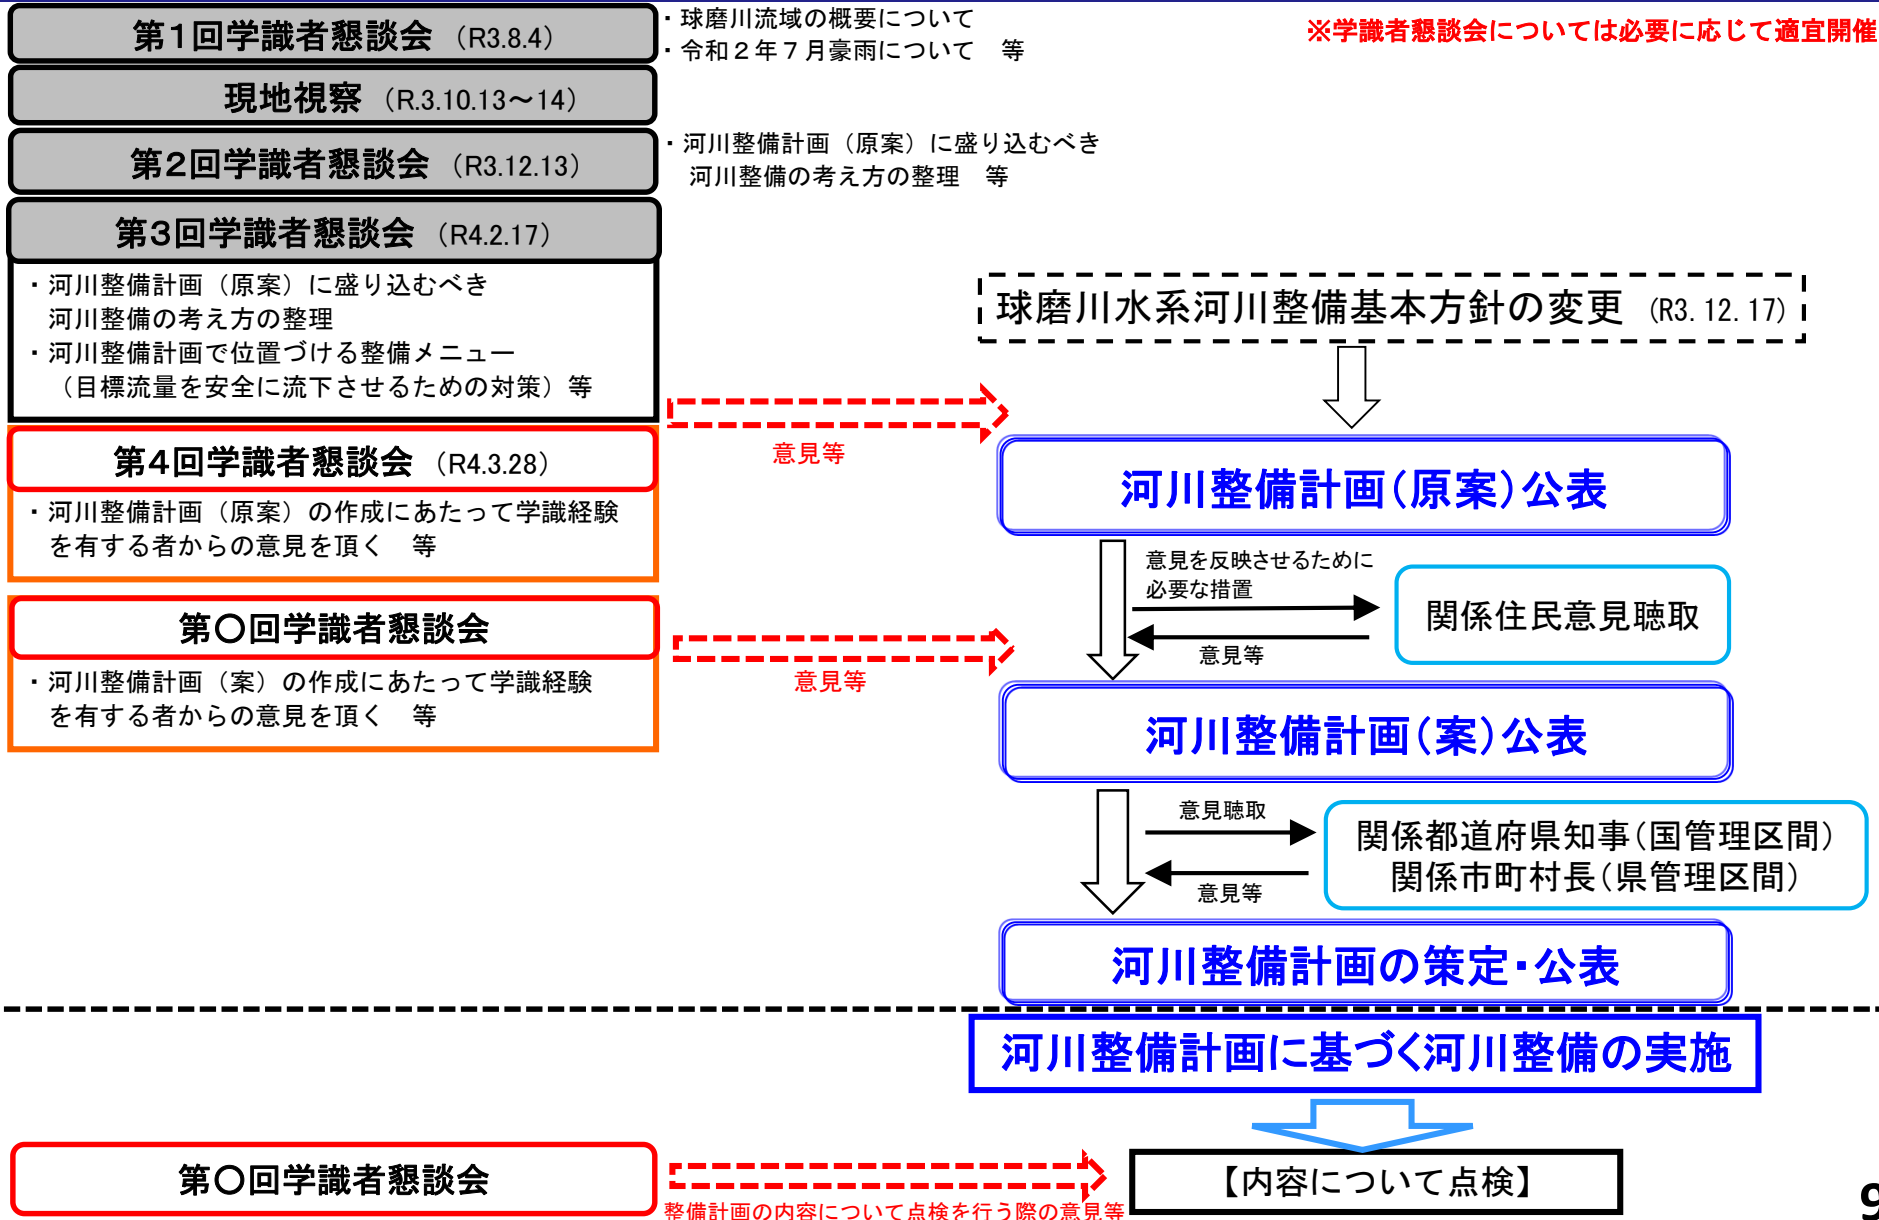 第1回学識者懇談会（R3.8.4）
・球磨川流域の概要について
・令和２年７月豪雨について　等
※学識者懇談会については必要に応じて適宜開催
現地視察（R.3.10.13～14）
第2回学識者懇談会（R3.12.13）
・河川整備計画（原案）に盛り込むべき
河川整備の考え方の整理　等
第3回学識者懇談会（R4.2.17）
・河川整備計画（原案）に盛り込むべき
河川整備の考え方の整理
・河川整備計画で位置づける整備メニュー
（目標流量を安全に流下させるための対策）等
球磨川水系河川整備基本方針の変更（R3.12.17）
意見等
第4回学識者懇談会（R4.3.28）
・河川整備計画（原案）の作成にあたって学識経験
を有する者からの意見を頂く　等
河川整備計画（原案）公表
意見を反映させるために
必要な措置
関係住民意見聴取
意見等
第〇回学識者懇談会
・河川整備計画（案）の作成にあたって学識経験
を有する者からの意見を頂く　等
意見等
河川整備計画（案）公表
意見聴取
関係都道府県知事（国管理区間）
関係市町村長（県管理区間）
意見等
河川整備計画の策定・公表
河川整備計画に基づく河川整備の実施
第〇回学識者懇談会
整備計画の内容について点検を行う際の意見等
【内容について点検】
9